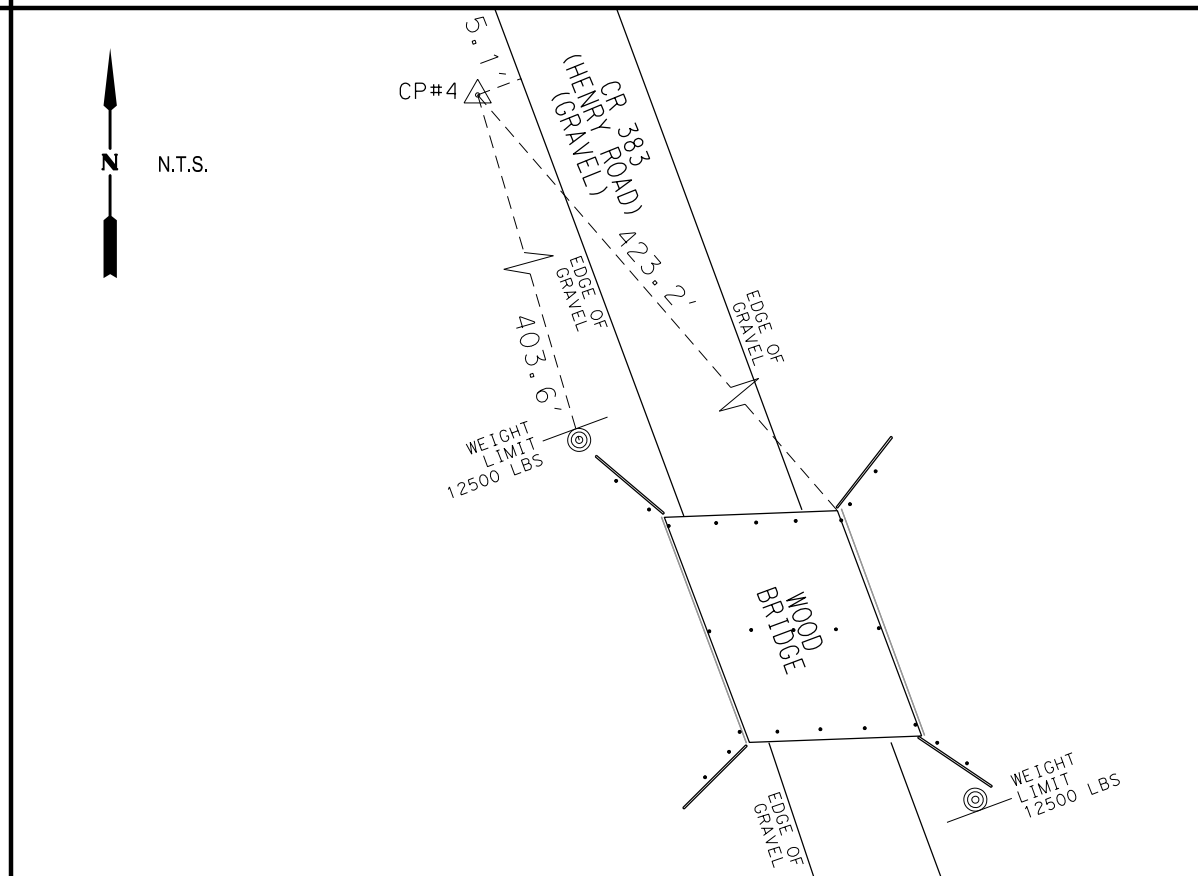 5.1'
CP#4
N
N.T.S.
CR 383
(HENRY ROAD)
(GRAVEL)
423.2'
EDGE OF
GRAVEL
EDGE OF
GRAVEL
403.6'
WEIGHT
LIMIT
12500 LBS
WOOD
BRIDGE
WEIGHT
LIMIT
12500 LBS
EDGE OF
GRAVEL